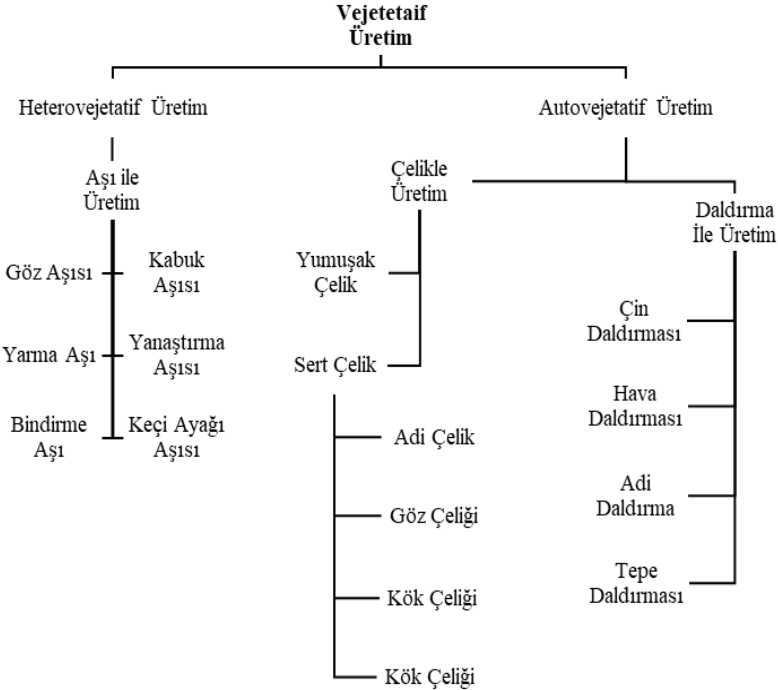 Vejetetaif
Üretim
Heterovejetatif Üretim
Autovejetatif Üretim
Aşı ile
Üretim
Göz Aşısı
Kabuk
Aşısı
Yarma Aşı
Yanaştırma
Aşısı
Bindirme
Aşı
Keçi Ayağı
Aşısı
Çelikle
Üretim
Yumuşak
Çelik
Sert Çelik
Adi Çelik
Göz Çeliği
Kök Çeliği
Kök Çeliği
Daldırma
İle Üretim
Çin
Daldırması
Hava
Daldırması
Adi
Daldırma
Tepe
Daldırması